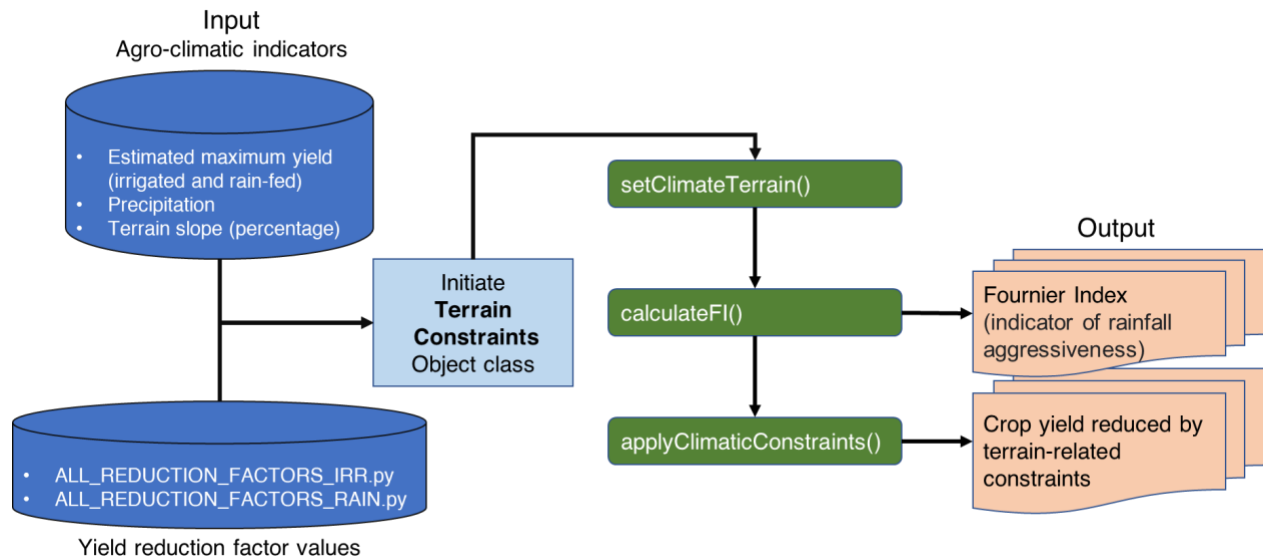 Input
Agro-climatic indicators
• Estimated maximum yield
(irrigated and rain-fed)
• Precipitation
• Terrain slope (percentage)
Initiate
Terrain
Constraints
Object class
• ALL_REDUCTION_FACTORS_IRR.py
• ALL_REDUCTION_FACTORS_RAIN.py
Yield reduction factor values
setClimateTerrain()
calculateFI()
applyClimaticConstraints()
Output
Fournier Index
(indicator of rainfall
aggressiveness)
Crop yield reduced by
terrain-related
constraints